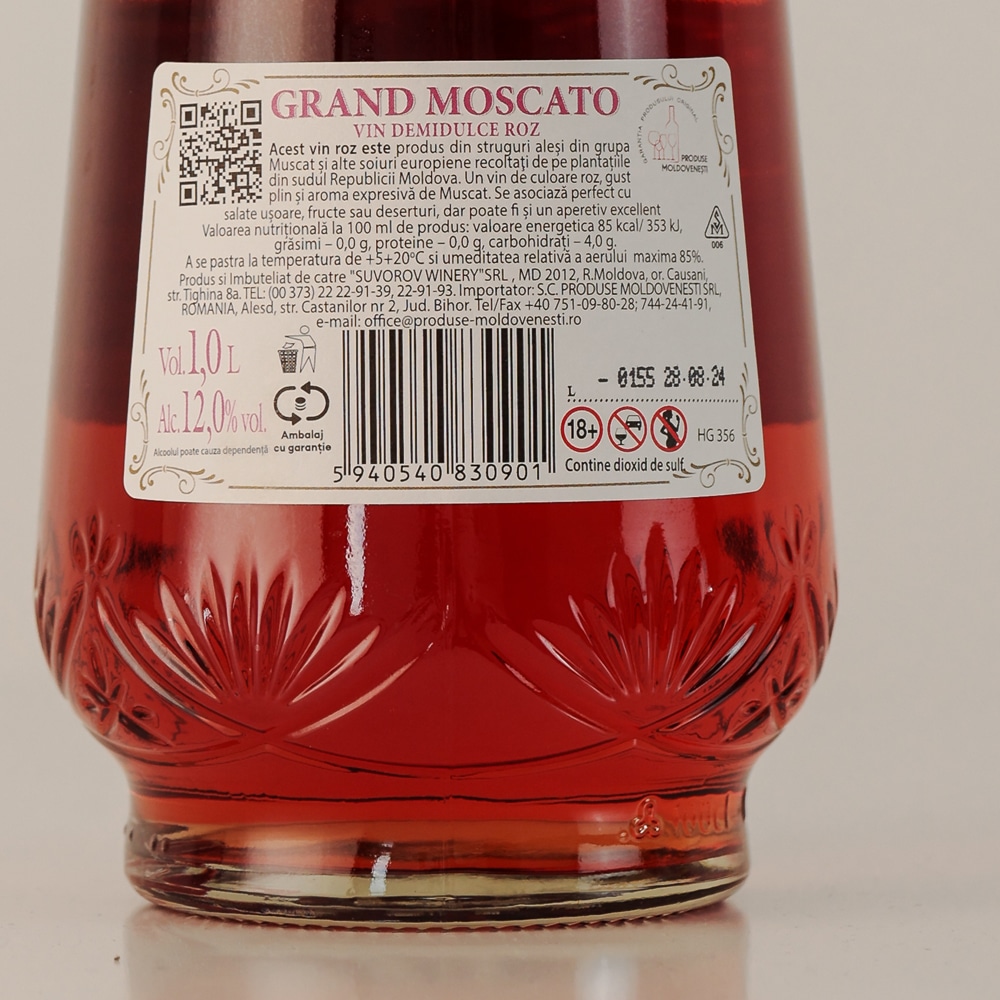 GRAND MOSCATO
VIN DEMIDULCE ROZ
Acest vin roz este produs din struguri aleși din grupa
Muscat și alte soiuri europene recoltați de pe plantațiile
din sudul Republicii Moldova. Un vin de culoare roz, gust
plin și aroma expresivă de Muscat. Se asociază perfect cu
salate ușoare, fructe sau deserturi, dar poate fi și un aperetiv excellent
Valoarea nutrițională la 100 ml de produs: valoare energetica 85 kcal/ 353 kJ,
grăsimi – 0,0 g, proteine – 0,0 g, carbohidrați – 4,0 g.
A se pastra la temperatura de +5+20ºC si umeditatea relativă a aerului maxima 85%.
Produs si Imbuteliat de catre "SUVOROV WINERY"SRL , MD 2012, R.Moldova, or. Causani,
str. Tighina 8a. TEL: (00 373) 22 22-91-39, 22-91-93. Importator: S.C. PRODUSE MOLDOVENESTI SRL,
ROMANIA, Alesd, str. Castanilor nr 2, Jud. Bihor. Tel/Fax +40 751-09-80-28; 744-24-41-91,
e-mail: office@produse-moldovenesti.ro
GARANȚIA PRODUSULUI ORIGINAL
PRODUSE
MOLDOVENEȘTI
006
Vol. 1,0 L
Alc. 12,0% vol.
Alcoolul poate cauza dependență
Ambalaj
cu garanție
5 940540 830901
L - 0155 28.08.24
18+
HG 356
Contine dioxid de sulf.